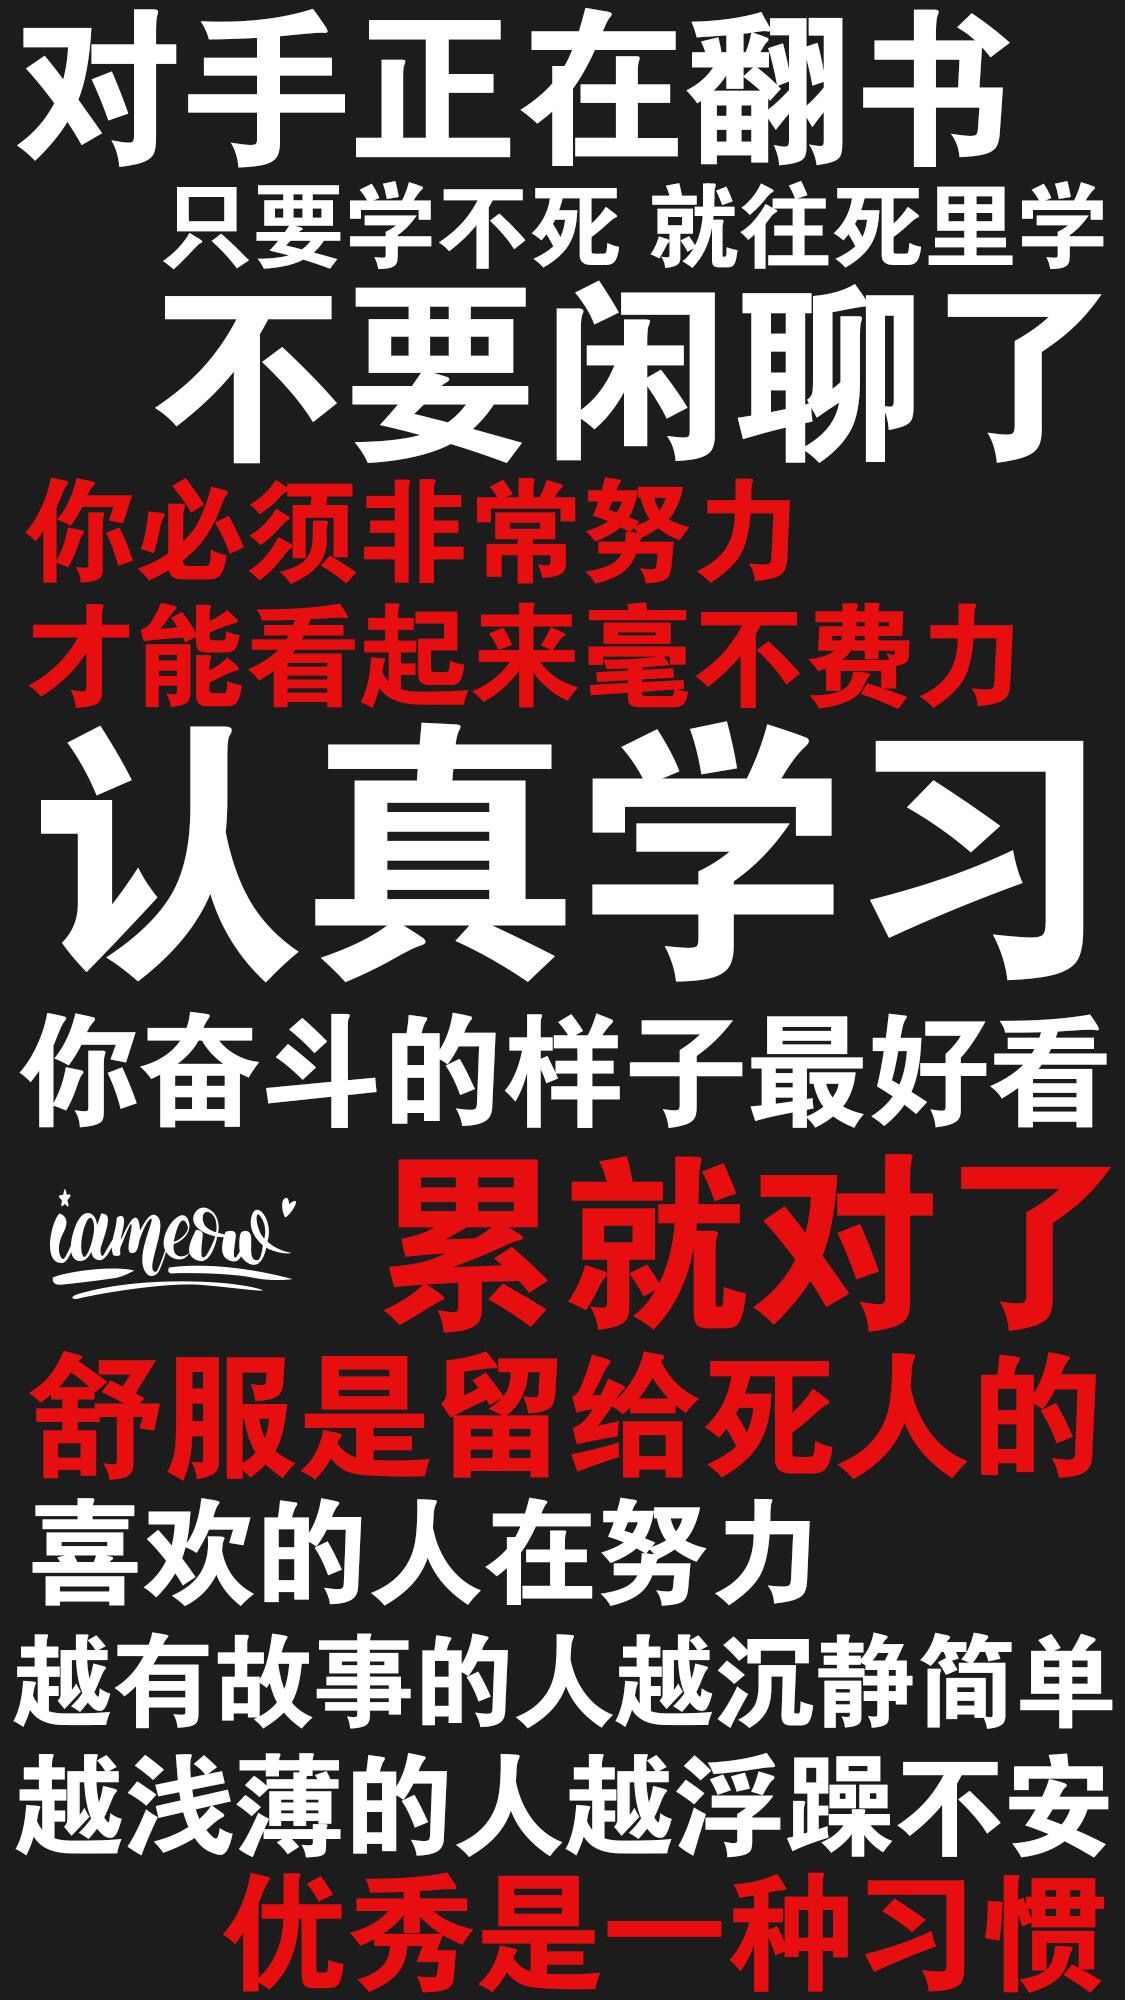 对手正在翻书
只要学不死 就往死里学
不要闲聊了
你必须非常努力
才能看起来毫不费力
认真学习
你奋斗的样子最好看
iameow
累就对了
舒服是留给死人的
喜欢的人在努力
越有故事的人越沉静简单
越浅薄的人越浮躁不安
优秀是一种习惯